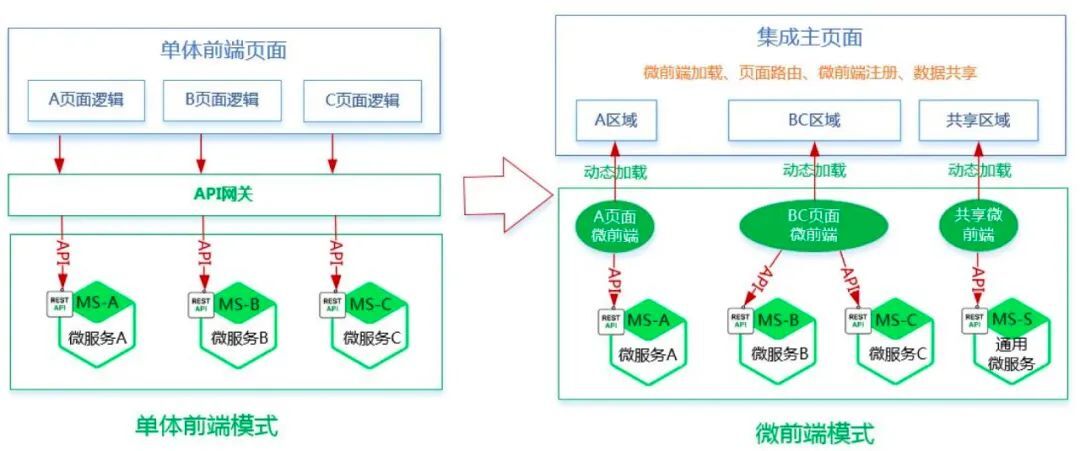 单体前端页面
A页面逻辑
B页面逻辑
C页面逻辑
API网关
API
API
API
REST
API
MS-A
微服务A
REST
API
MS-B
微服务B
REST
API
MS-C
微服务C
单体前端模式
集成主页面
微前端加载、页面路由、微前端注册、数据共享
A区域
BC区域
共享区域
动态加载
动态加载
动态加载
A页面
微前端
BC页面
微前端
共享微
前端
API
API
API
API
REST
API
MS-A
微服务A
REST
API
MS-B
微服务B
REST
API
MS-C
微服务C
REST
API
MS-S
通用
微服务
微前端模式